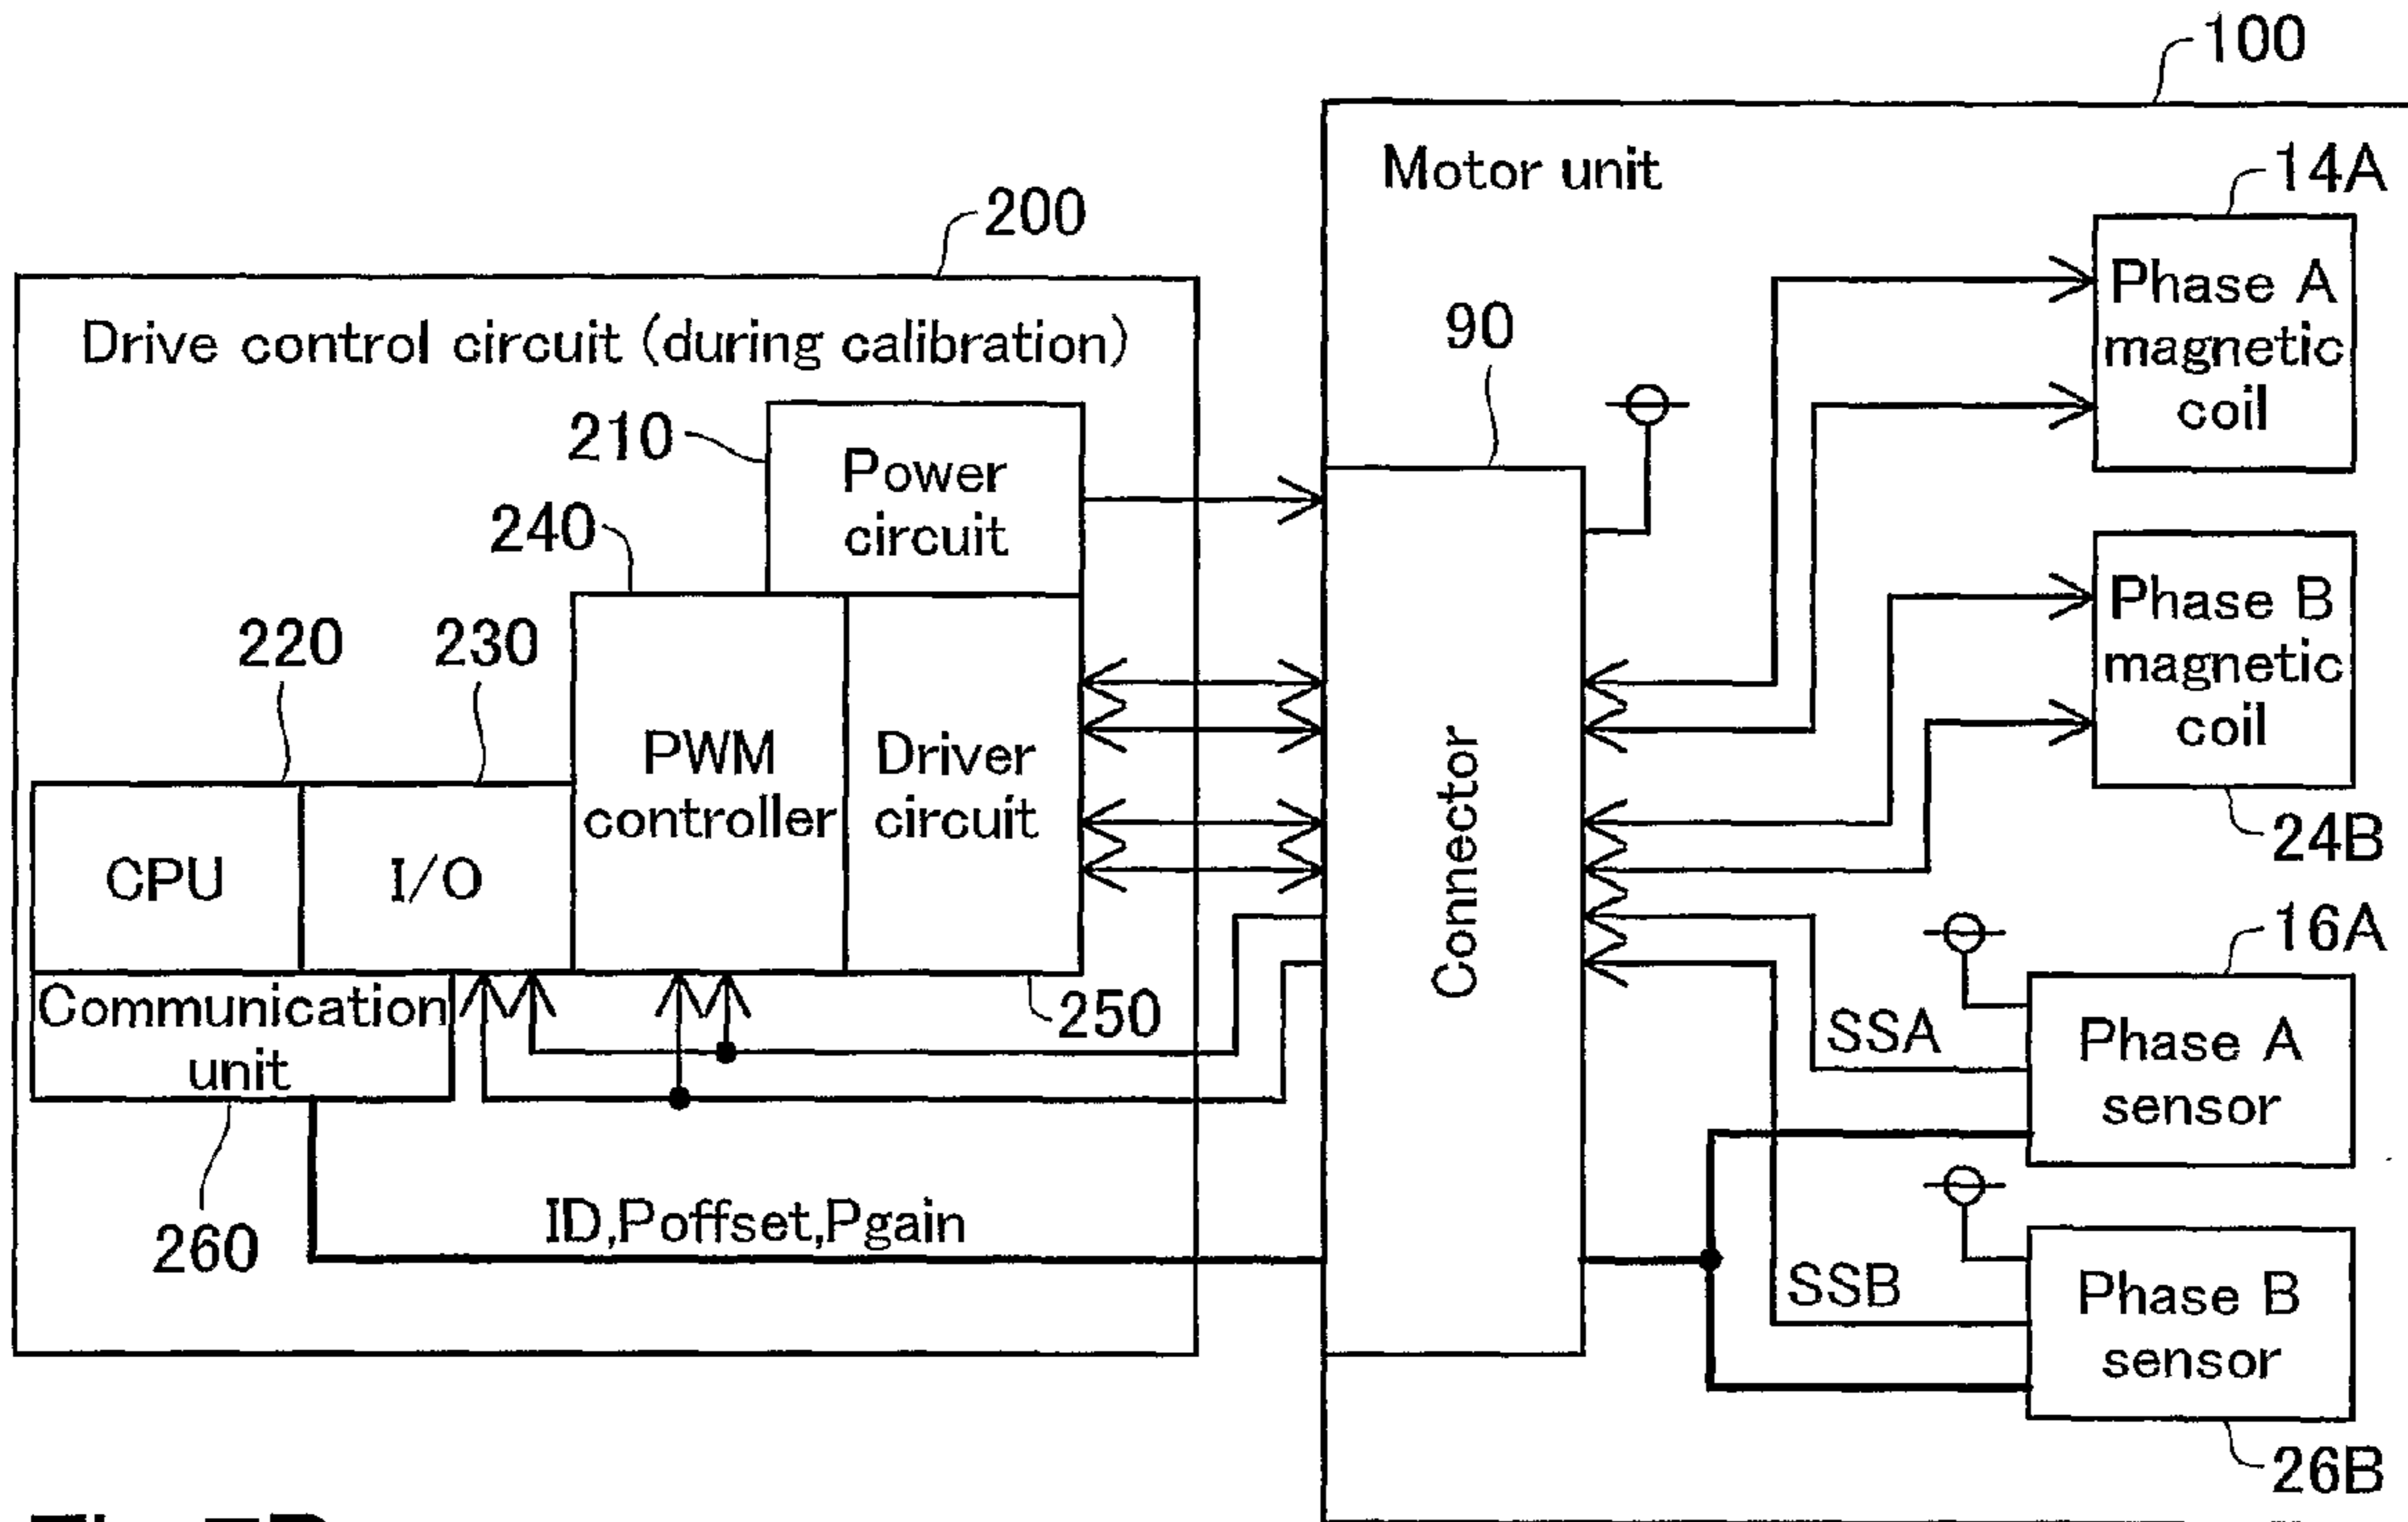 100
Motor unit
14A
Phase A
magnetic
coil
200
Drive control circuit (during calibration)
90
210
Power
circuit
240
Phase B
magnetic
coil
24B
220
230
PWM
controller
Driver
circuit
Connector
CPU
I/O
16A
Communication
unit
250
SSA
Phase A
sensor
260
ID,Poffset,Pgain
SSB
Phase B
sensor
26B